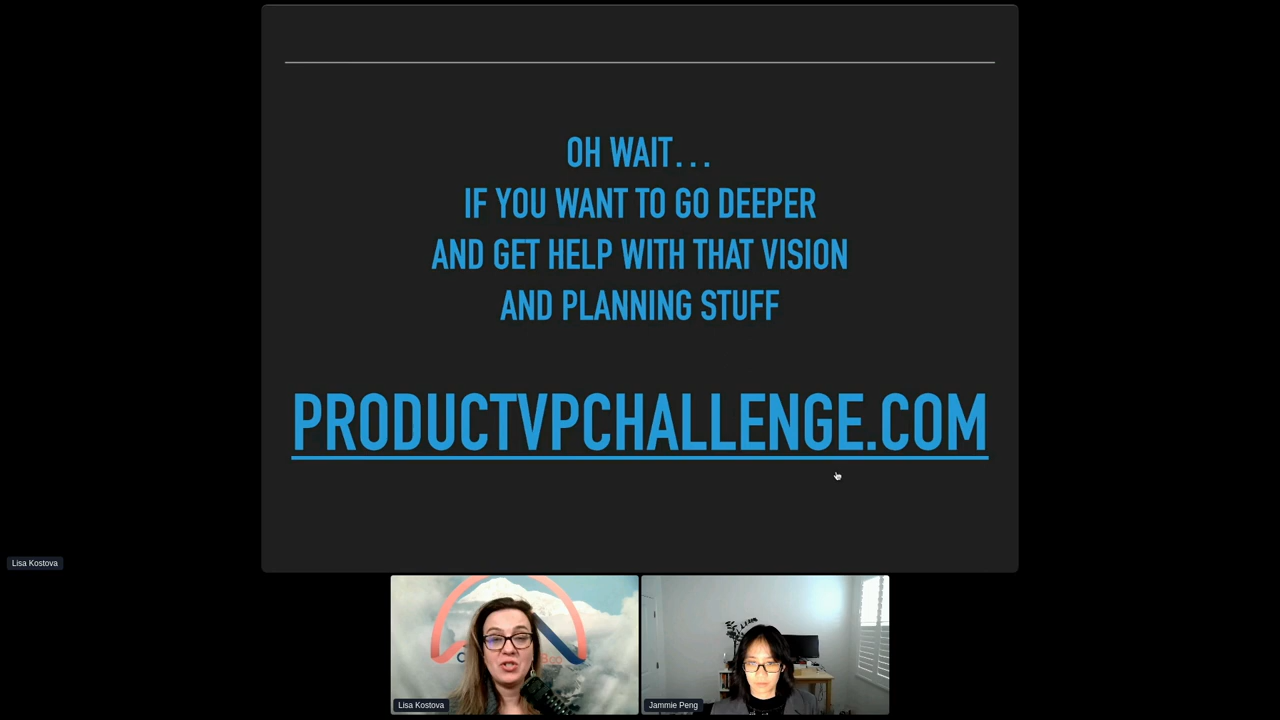 OH WAIT...
IF YOU WANT TO GO DEEPER
AND GET HELP WITH THAT VISION
AND PLANNING STUFF
PRODUCTVPCHALLENGE.COM
Lisa Kostova
Lisa Kostova
Jammie Peng